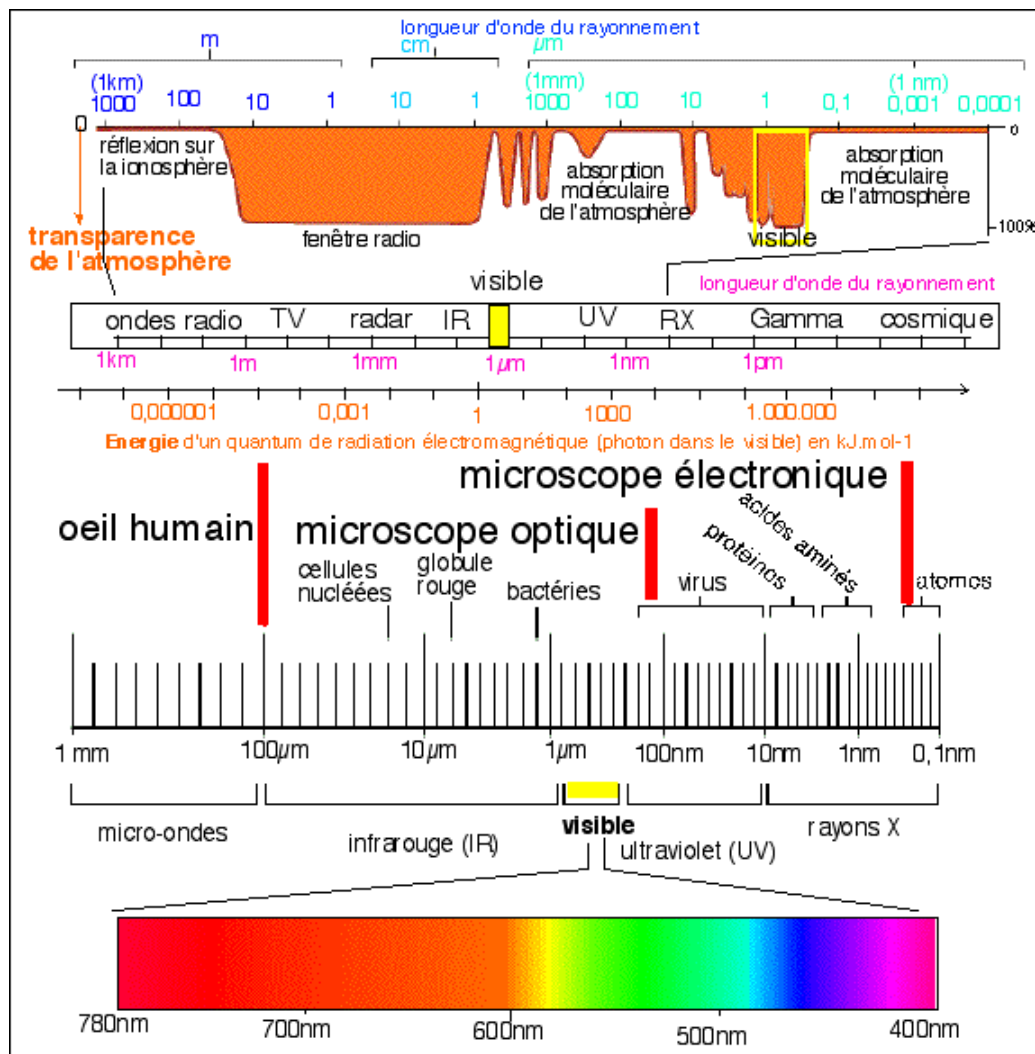 longueur d'onde du rayonnement
m cm µm
(1km) (1mm) (1 nm)
1000 100 10 1 10 1 1000 100 10 1 0,1 0,001 0,0001
0 0
réflexion sur
la ionosphère
absorption
moléculaire
de l'atmosphère
absorption
moléculaire
de l'atmosphère
100%
transparence
de l'atmosphère
fenêtre radio
visible
visible
longueur d'onde du rayonnement
ondes radio TV radar IR UV RX Gamma cosmique
1km 1m 1mm 1µm 1nm 1pm
0,000001 0,001 1 1000 1.000.000
Energie d'un quantum de radiation électromagnétique (photon dans le visible) en kJ.mol-1
microscope électronique
oeil humain
microscope optique
cellules
nucléées
globule
rouge
bactéries
virus
protéines
acides aminés
atomes
1 mm 100µm 10µm 1µm 100nm 10nm 1nm 0,1nm
micro-ondes
infrarouge (IR)
visible
ultraviolet (UV)
rayons X
780nm 700nm 600nm 500nm 400nm